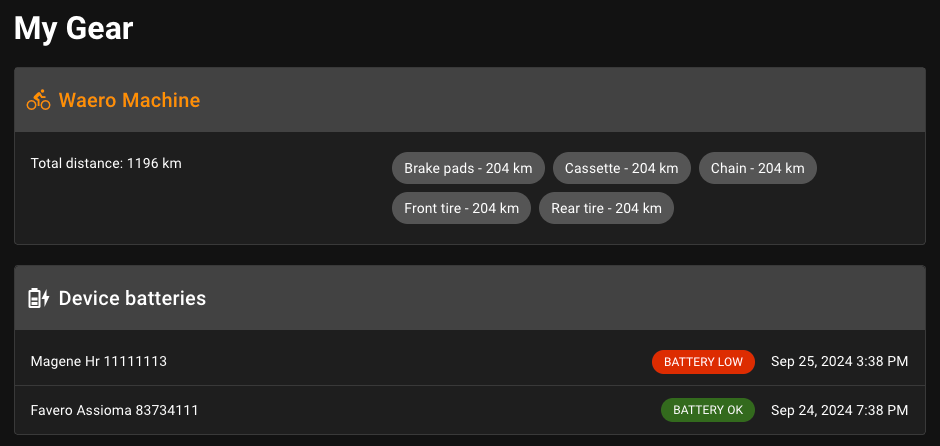 My Gear
Waero Machine
Total distance: 1196 km
Brake pads - 204 km
Cassette - 204 km
Chain - 204 km
Front tire - 204 km
Rear tire - 204 km
Device batteries
Magene Hr 11111113 BATTERY LOW Sep 25, 2024 3:38 PM
Favero Assioma 83734111 BATTERY OK Sep 24, 2024 7:38 PM